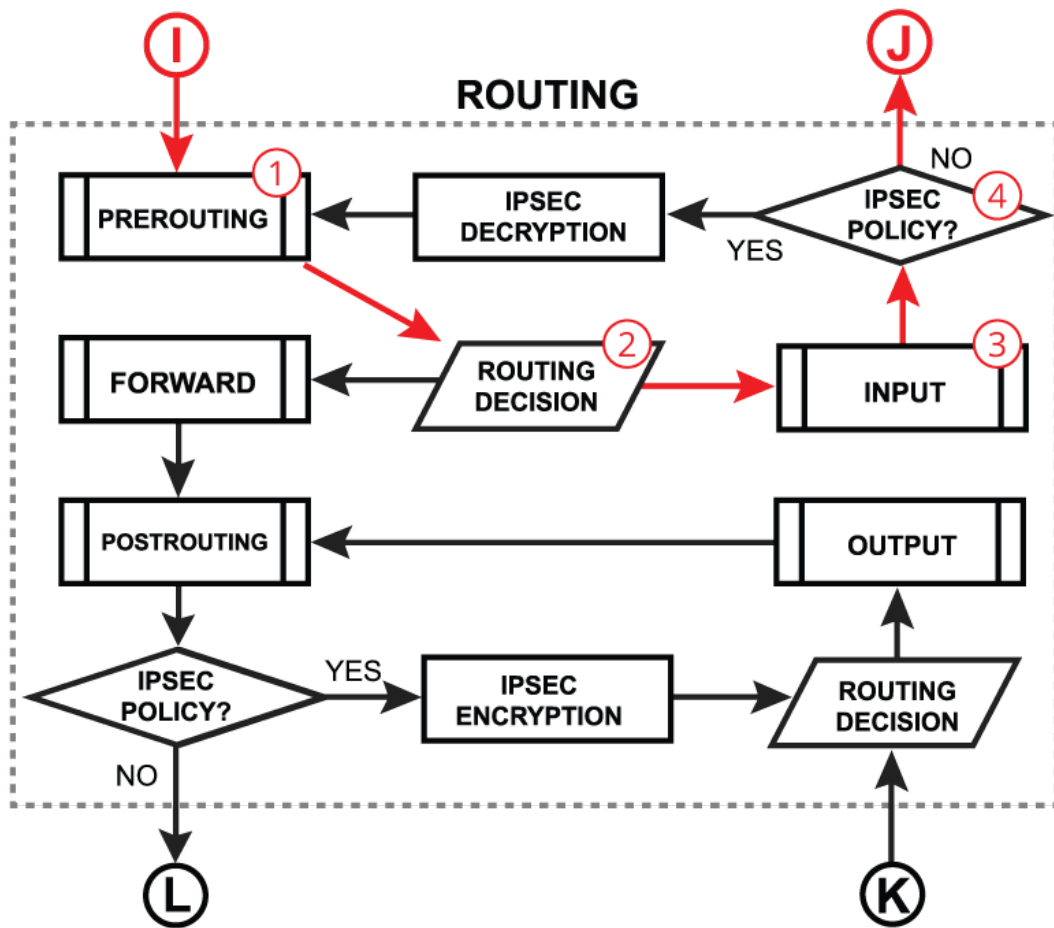 I
J
ROUTING
1
PREROUTING
IPSEC
DECRYPTION
YES
NO
4
IPSEC
POLICY?
FORWARD
2
ROUTING
DECISION
3
INPUT
POSTROUTING
OUTPUT
IPSEC
POLICY?
YES
IPSEC
ENCRYPTION
ROUTING
DECISION
NO
L
K